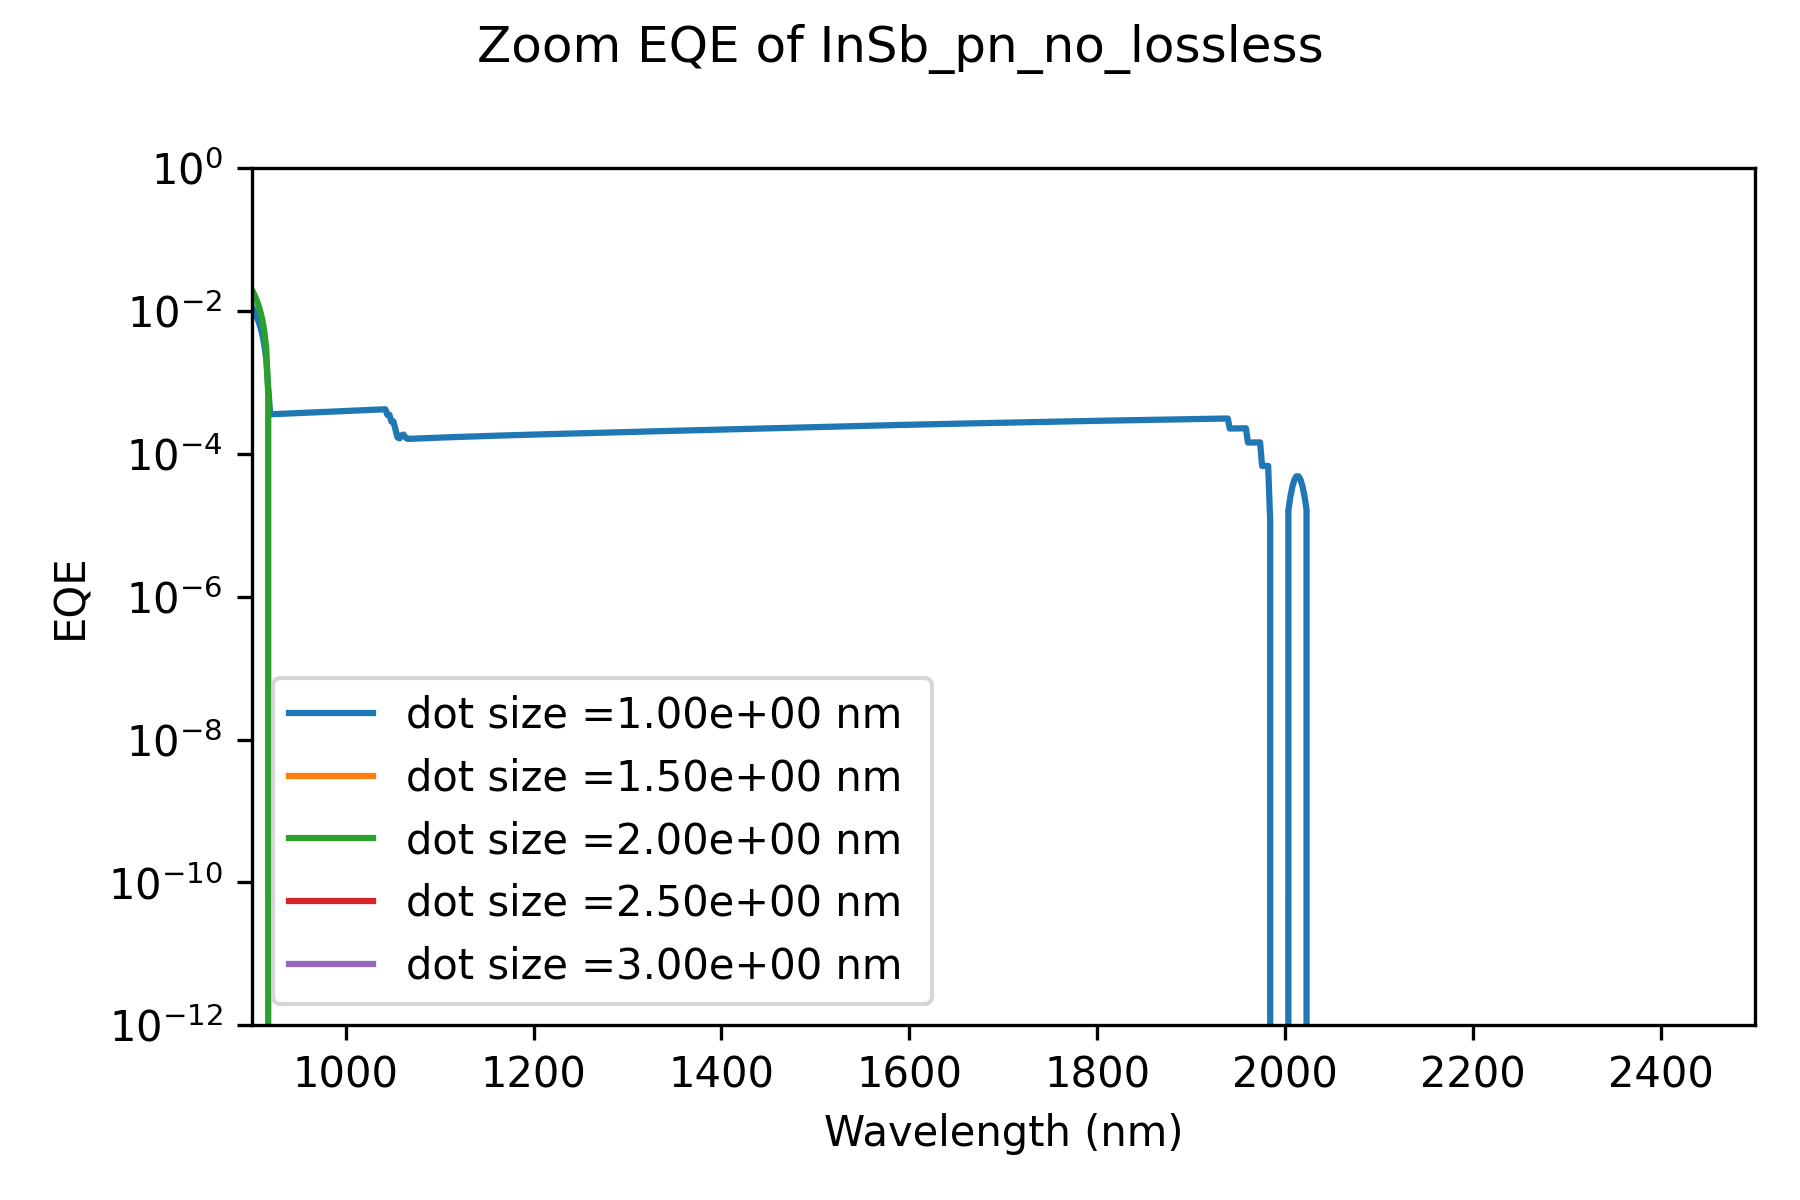 Zoom EQE of InSb_pn_no_lossless
10⁰
10⁻²
10⁻⁴
10⁻⁶
10⁻⁸
10⁻¹⁰
10⁻¹²
EQE
dot size =1.00e+00 nm
dot size =1.50e+00 nm
dot size =2.00e+00 nm
dot size =2.50e+00 nm
dot size =3.00e+00 nm
1000 1200 1400 1600 1800 2000 2200 2400
Wavelength (nm)